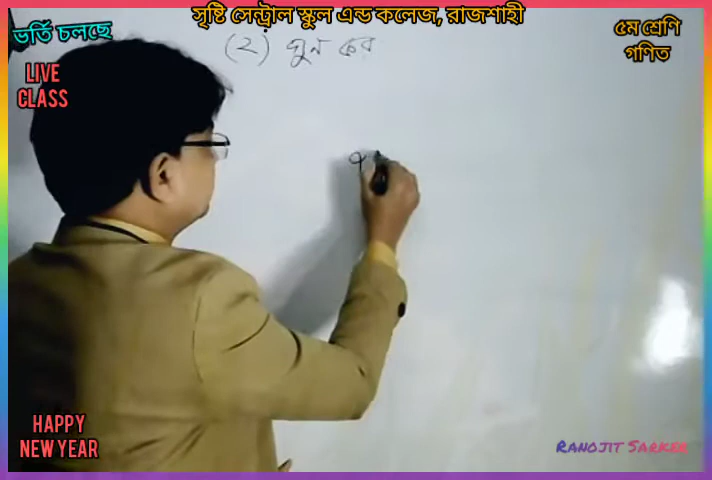 সৃষ্টি সেন্ট্রাল স্কুল এন্ড কলেজ, রাজশাহী
ভর্তি চলছে
LIVE
CLASS
৫ম শ্রেণি
গণিত
(২) গুন কর
HAPPY
NEW YEAR
RANOJIT SARKER